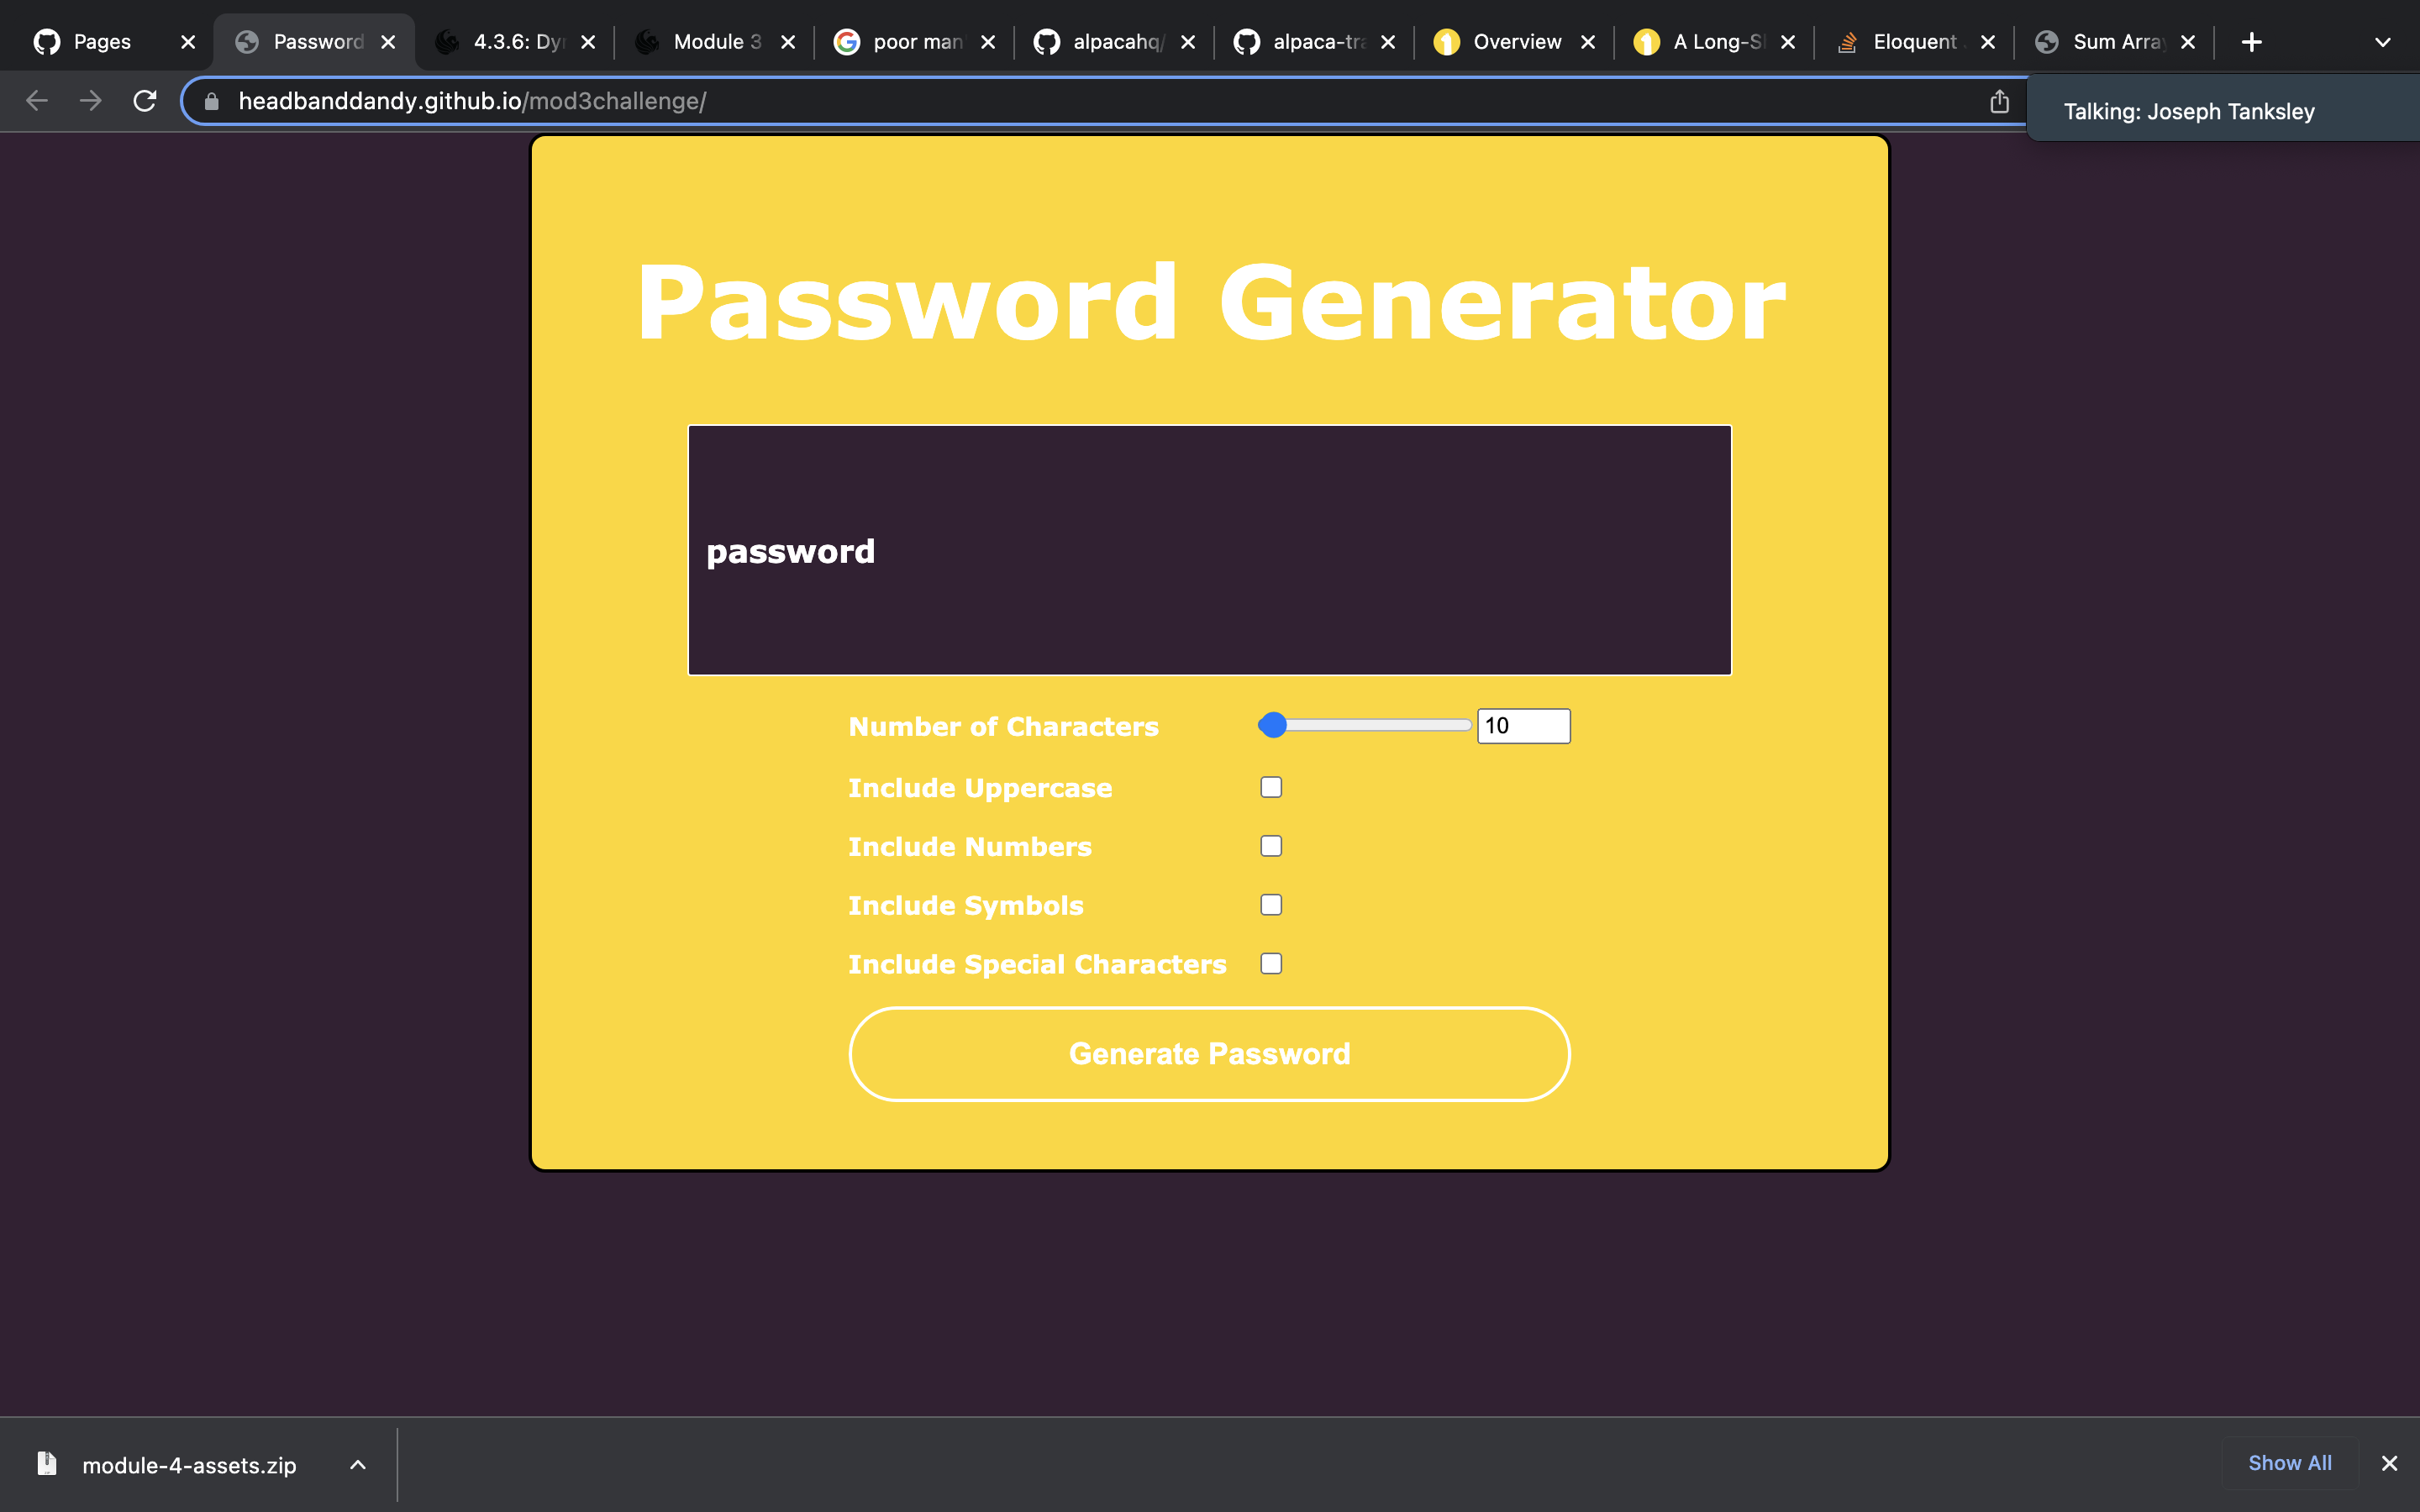 Pages
Password
4.3.6: Dyn
Module 3
poor man
alpacahq/
alpaca-tra
Overview
A Long-S
Eloquent
Sum Array
headbanddandy.github.io/mod3challenge/
Talking: Joseph Tanksley
Password Generator
password
Number of Characters 10
Include Uppercase
Include Numbers
Include Symbols
Include Special Characters
Generate Password
module-4-assets.zip
Show All